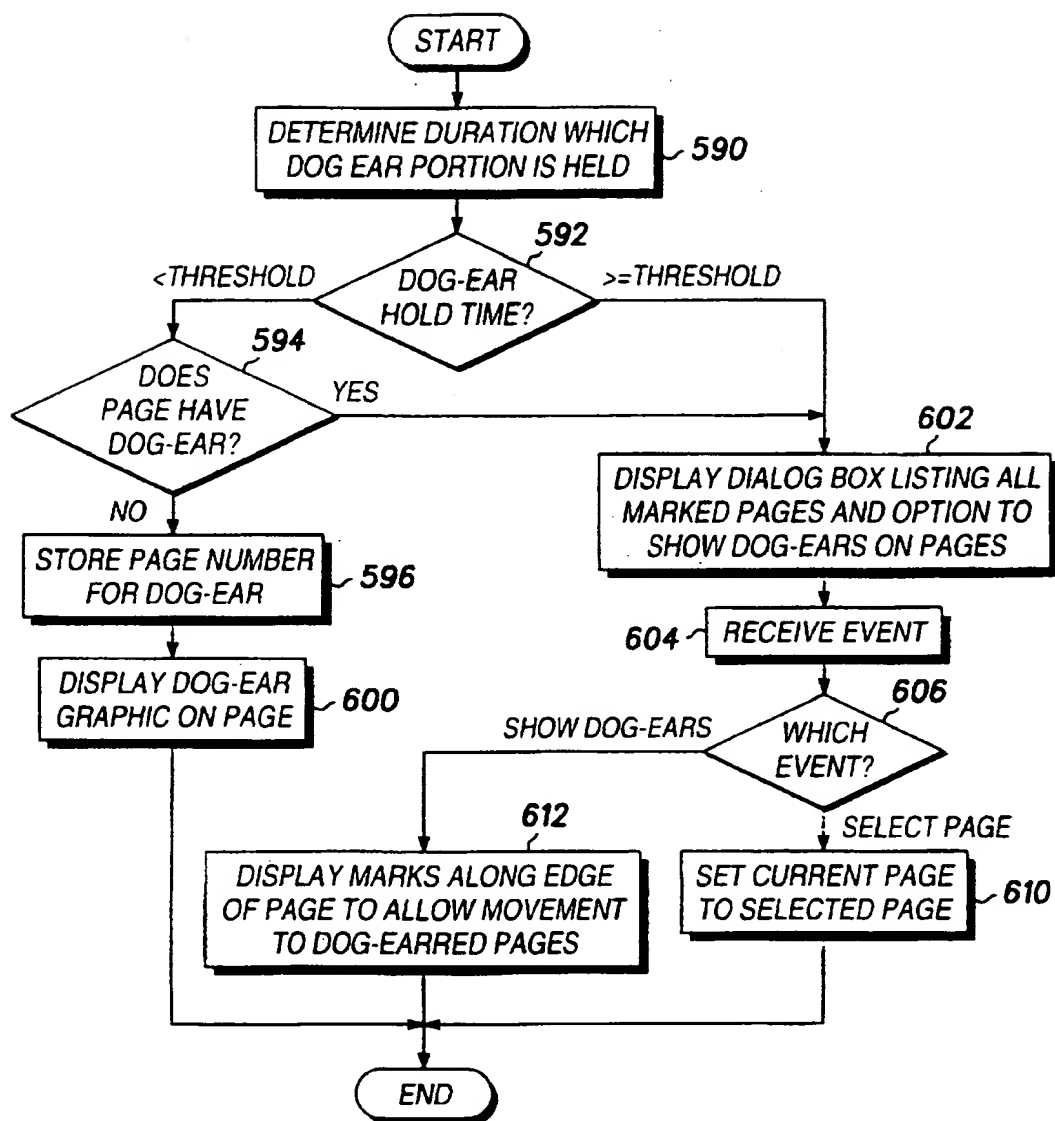 START
DETERMINE DURATION WHICH
DOG EAR PORTION IS HELD
590
592
<THRESHOLD
DOG-EAR
HOLD TIME?
>=THRESHOLD
594
DOES
PAGE HAVE
DOG-EAR?
YES
NO
602
DISPLAY DIALOG BOX LISTING ALL
MARKED PAGES AND OPTION TO
SHOW DOG-EARS ON PAGES
STORE PAGE NUMBER
FOR DOG-EAR
596
604
RECEIVE EVENT
DISPLAY DOG-EAR
GRAPHIC ON PAGE
600
606
SHOW DOG-EARS
WHICH
EVENT?
SELECT PAGE
612
DISPLAY MARKS ALONG EDGE
OF PAGE TO ALLOW MOVEMENT
TO DOG-EARRED PAGES
SET CURRENT PAGE
TO SELECTED PAGE
610
END